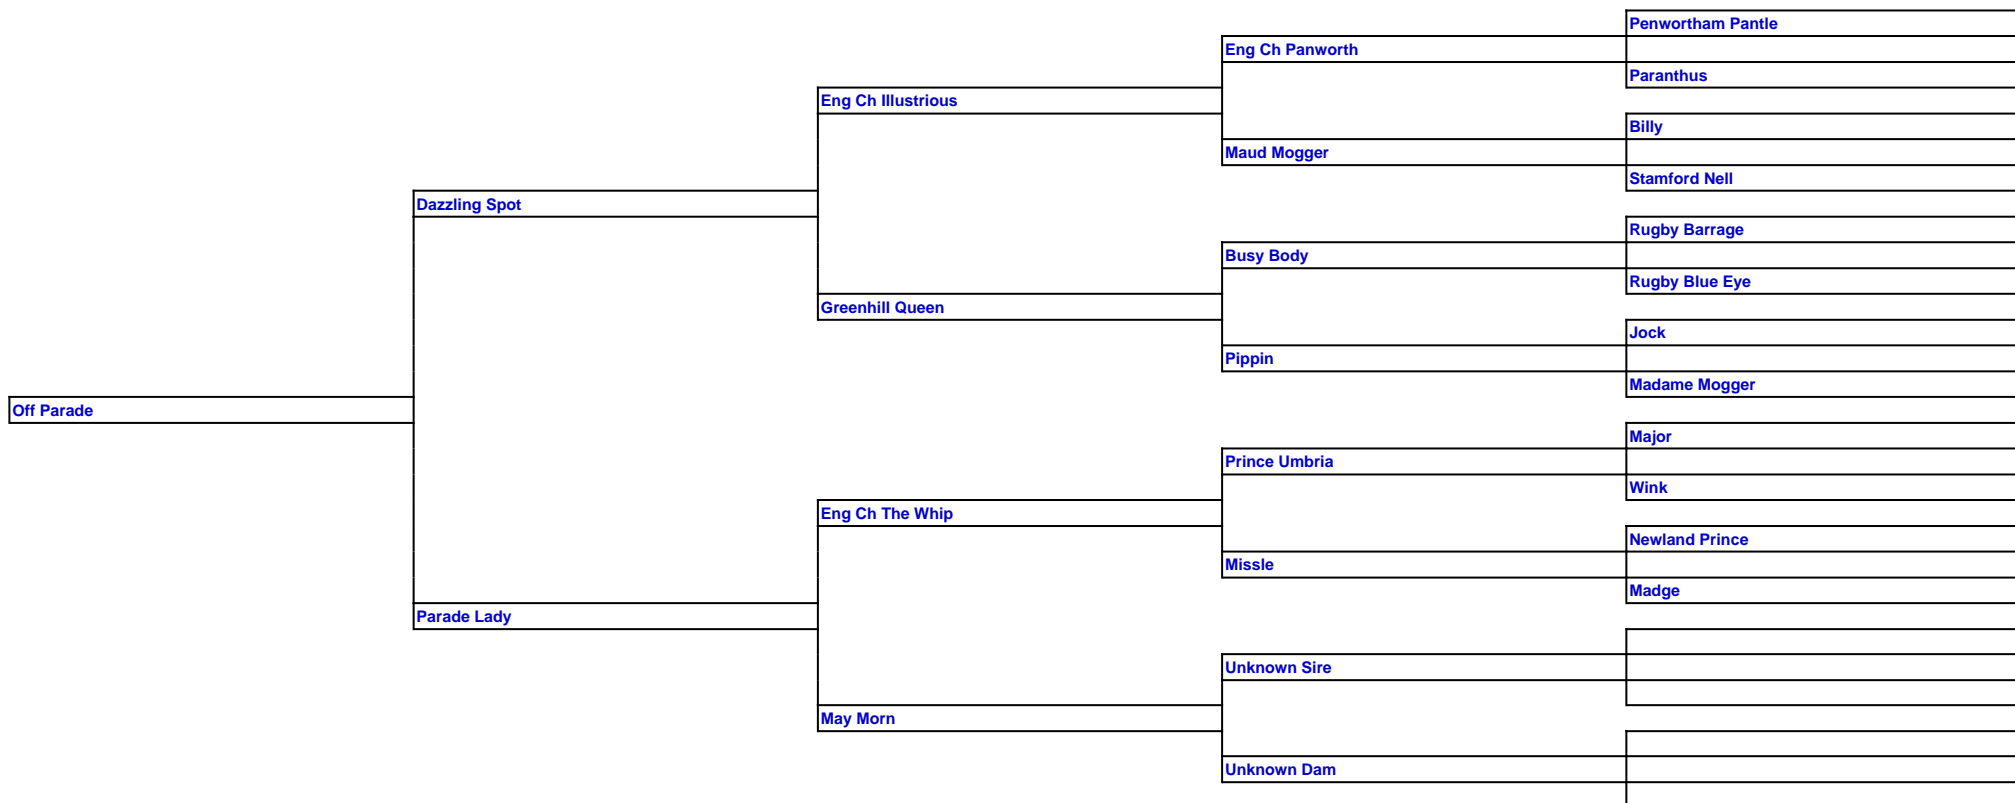 Penwortham Pantle
Eng Ch Panworth
Paranthus
Eng Ch Illustrious
Billy
Maud Mogger
Stamford Nell
Dazzling Spot
Rugby Barrage
Busy Body
Rugby Blue Eye
Greenhill Queen
Jock
Pippin
Madame Mogger
Off Parade
Major
Prince Umbria
Wink
Eng Ch The Whip
Newland Prince
Missle
Madge
Parade Lady
Unknown Sire
May Morn
Unknown Dam